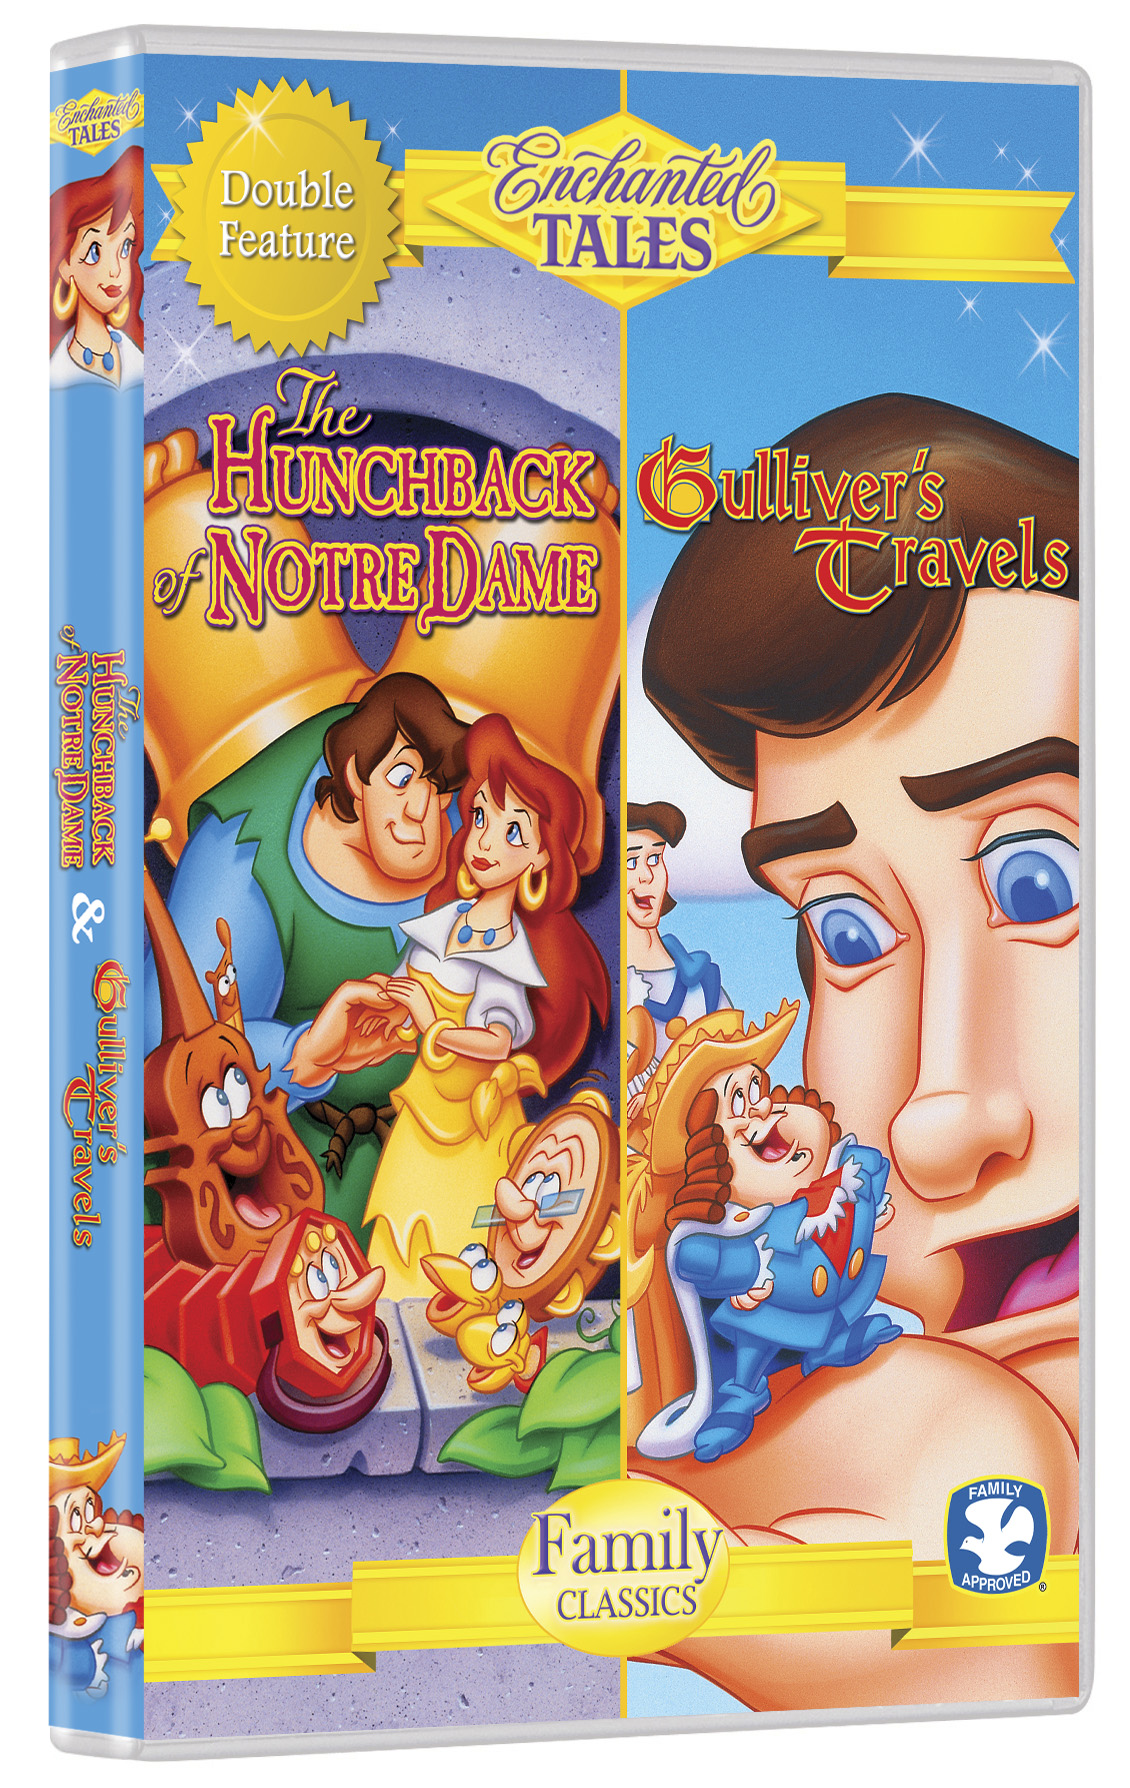 Enchanted
TALES
The
HUNCHBACK
of NOTRE DAME
&
Gulliver's
Travels
Double
Feature
Enchanted
TALES
The
HUNCHBACK
of NOTRE DAME
Gulliver's
Travels
Family
CLASSICS
FAMILY
APPROVED
®